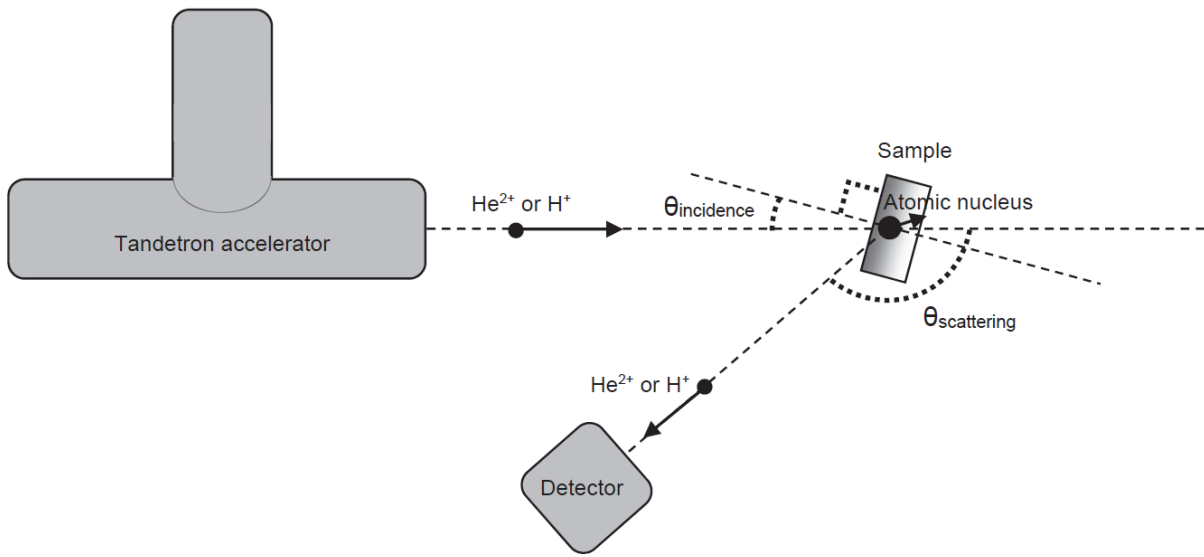 Sample
He²⁺ or H⁺
θincidence
Atomic nucleus
Tandetron accelerator
θscattering
He²⁺ or H⁺
Detector